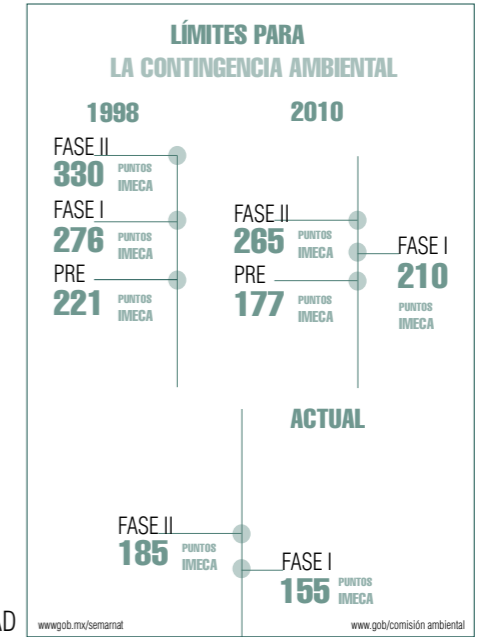 LÍMITES PARA
LA CONTINGENCIA AMBIENTAL
1998
FASE II
330 PUNTOS
IMECA
FASE I
276 PUNTOS
IMECA
PRE
221 PUNTOS
IMECA
2010
FASE II
265 PUNTOS
IMECA
FASE I
210
PUNTOS
IMECA
PRE
177 PUNTOS
IMECA
ACTUAL
FASE II
185 PUNTOS
IMECA
FASE I
155 PUNTOS
IMECA
AD
wwwgob.mx/semarnat
www.gob/comisión ambiental